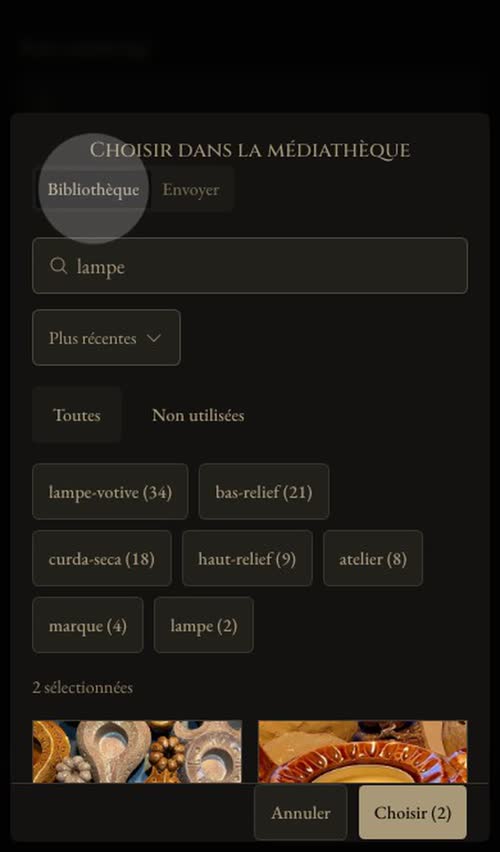 Choisir dans la médiathèque
Bibliothèque Envoyer
lampe
Plus récentes
Toutes Non utilisées
lampe-votive (34) bas-relief (21)
curda-seca (18) haut-relief (9) atelier (8)
marque (4) lampe (2)
2 sélectionnées
Annuler Choisir (2)